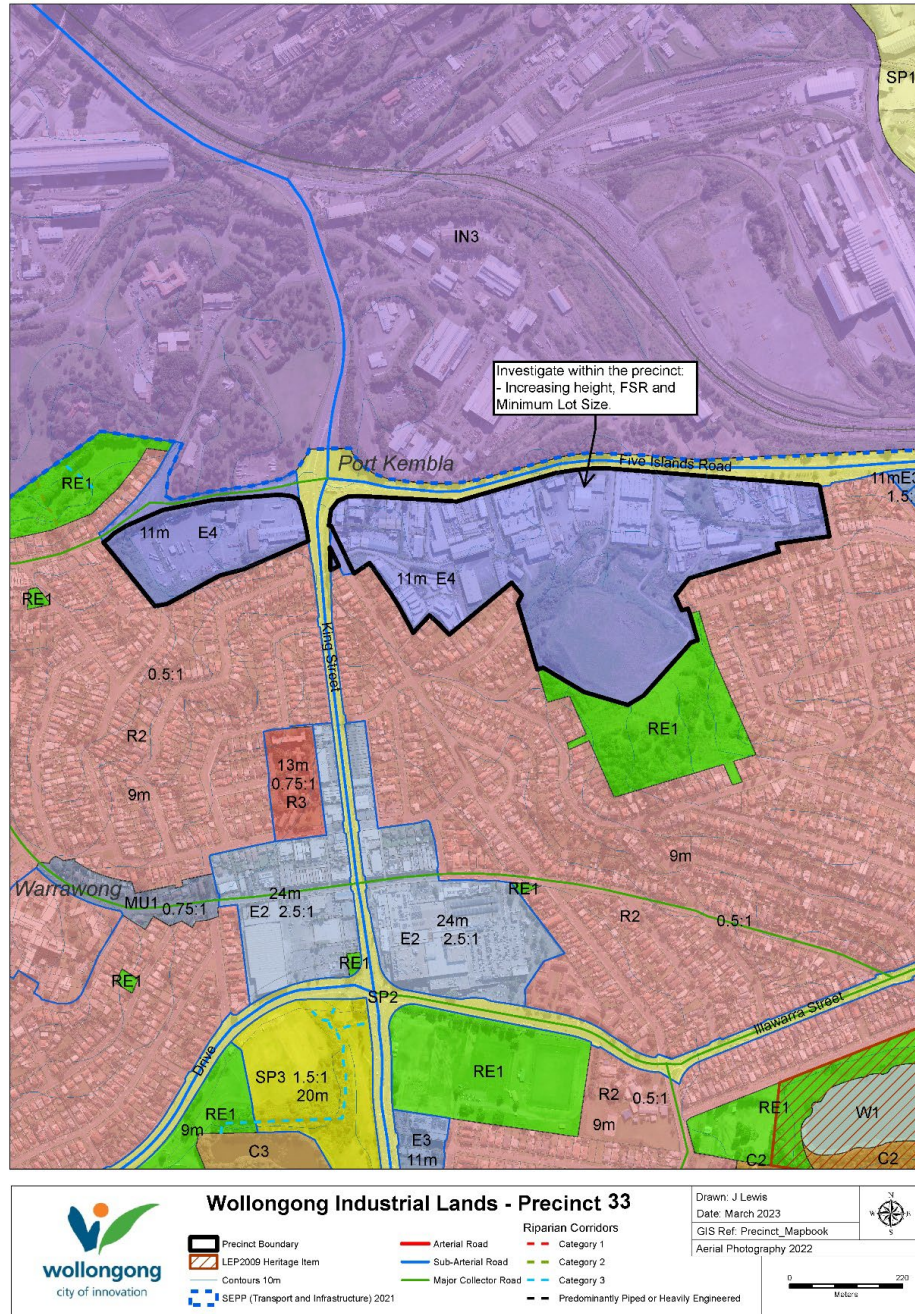 SP1
IN3
Investigate within the precinct:
- Increasing height, FSR and
Minimum Lot Size.
Port Kembla
Five Islands Road
RE1
11mE3
1.5:
11m E4
11m E4
RE1
King Street
0.5:1
RE1
R2
13m
0.75:1
R3
9m
9m
Warrawong
MU1 0.75:1
24m
E2 2.5:1
RE1
24m
E2 2.5:1
R2
0.5:1
RE1
RE1
SP2
Illawarra Street
Drive
SP3 1.5:1
20m
RE1
R2 0.5:1
9m
RE1
9m
RE1
W1
C3
E3
11m
C2
C2
wollongong
city of innovation
Wollongong Industrial Lands - Precinct 33
Precinct Boundary
LEP2009 Heritage Item
Contours 10m
SEPP (Transport and Infrastructure) 2021
Arterial Road
Sub-Arterial Road
Major Collector Road
Riparian Corridors
Category 1
Category 2
Category 3
Predominantly Piped or Heavily Engineered
Drawn: J Lewis
Date: March 2023
GIS Ref: Precinct_Mapbook
Aerial Photography 2022
N
W E
S
0 220
Meters